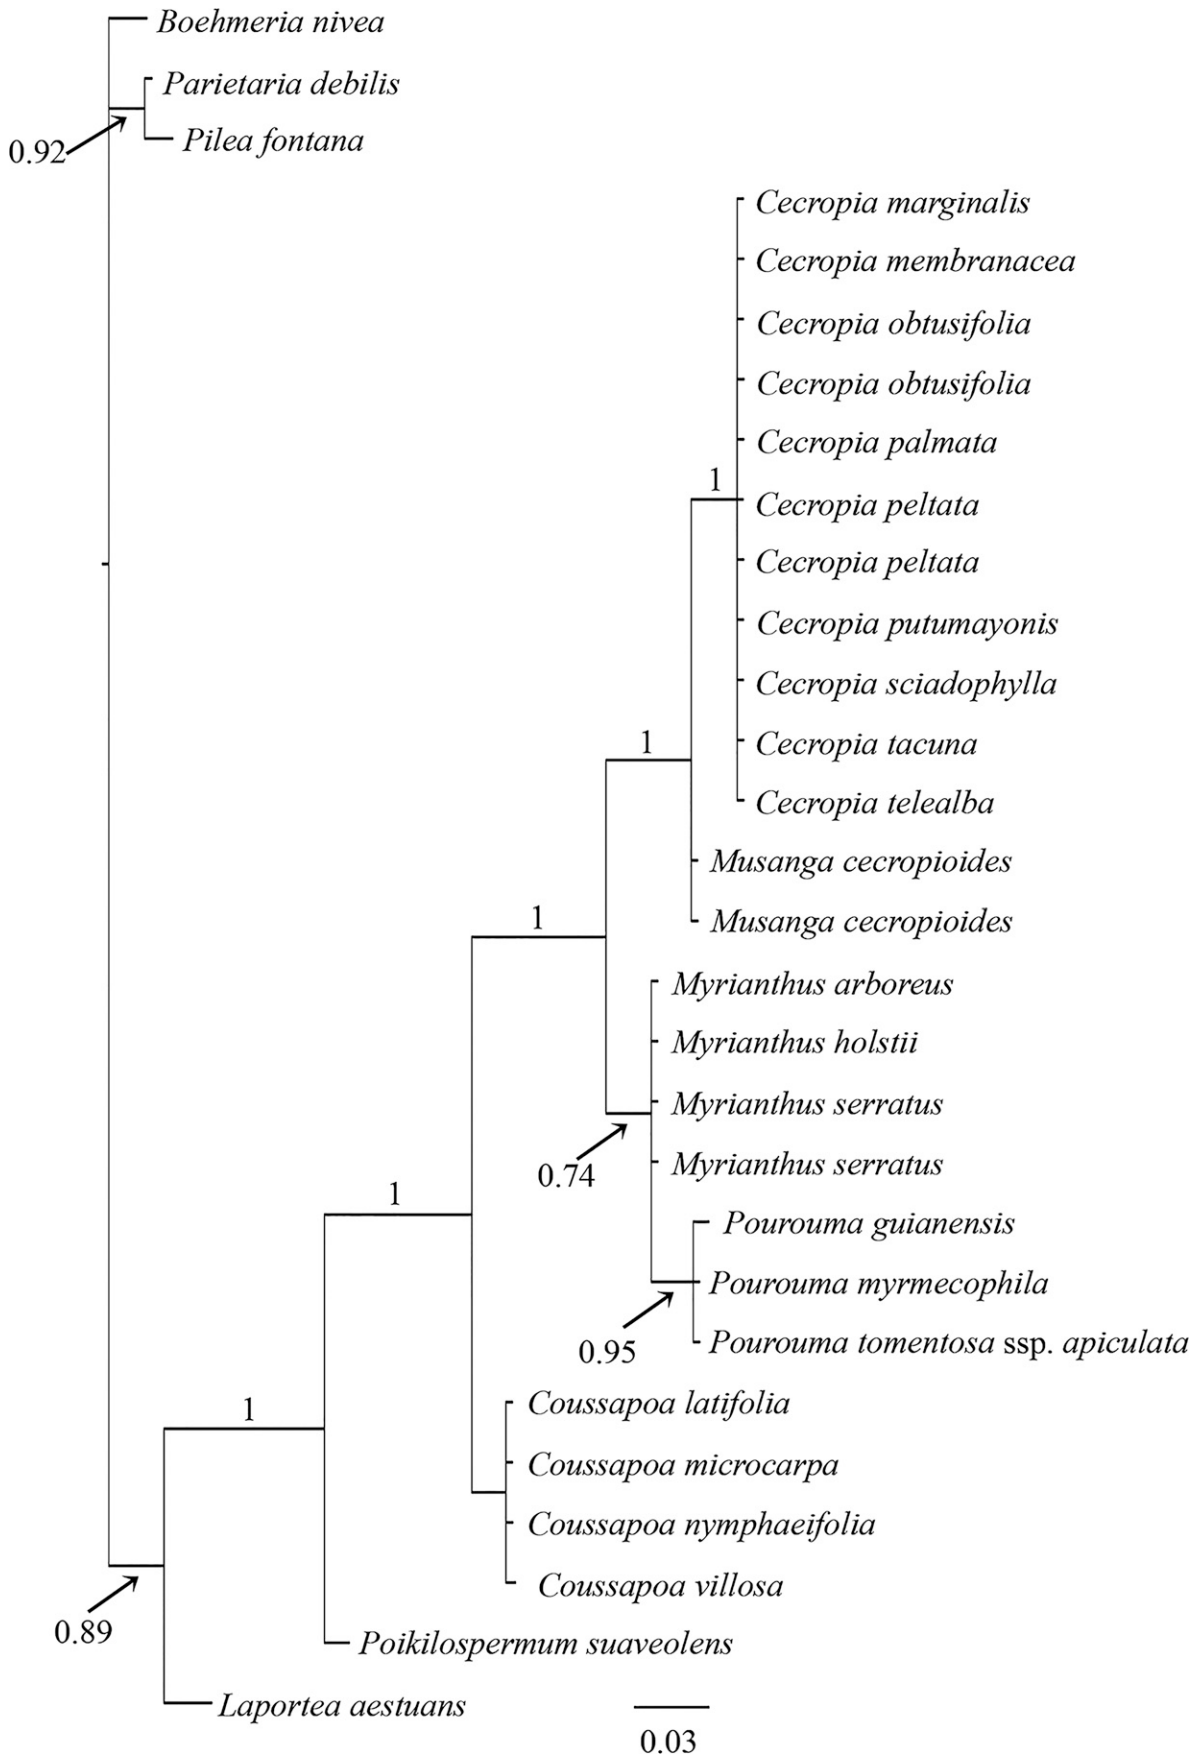 Boehmeria nivea
Parietaria debilis
0.92
Pilea fontana
Cecropia marginalis
Cecropia membranacea
Cecropia obtusifolia
Cecropia obtusifolia
Cecropia palmata
1
Cecropia peltata
Cecropia peltata
Cecropia putumayonis
Cecropia sciadophylla
1
Cecropia tacuna
Cecropia telealba
Musanga cecropioides
1
Musanga cecropioides
Myrianthus arboreus
Myrianthus holstii
Myrianthus serratus
0.74
Myrianthus serratus
1
Pourouma guianensis
Pourouma myrmecophila
0.95
Pourouma tomentosa ssp. apiculata
1
Coussapoa latifolia
Coussapoa microcarpa
Coussapoa nymphaeifolia
Coussapoa villosa
0.89
Poikilospermum suaveolens
Laportea aestuans
0.03